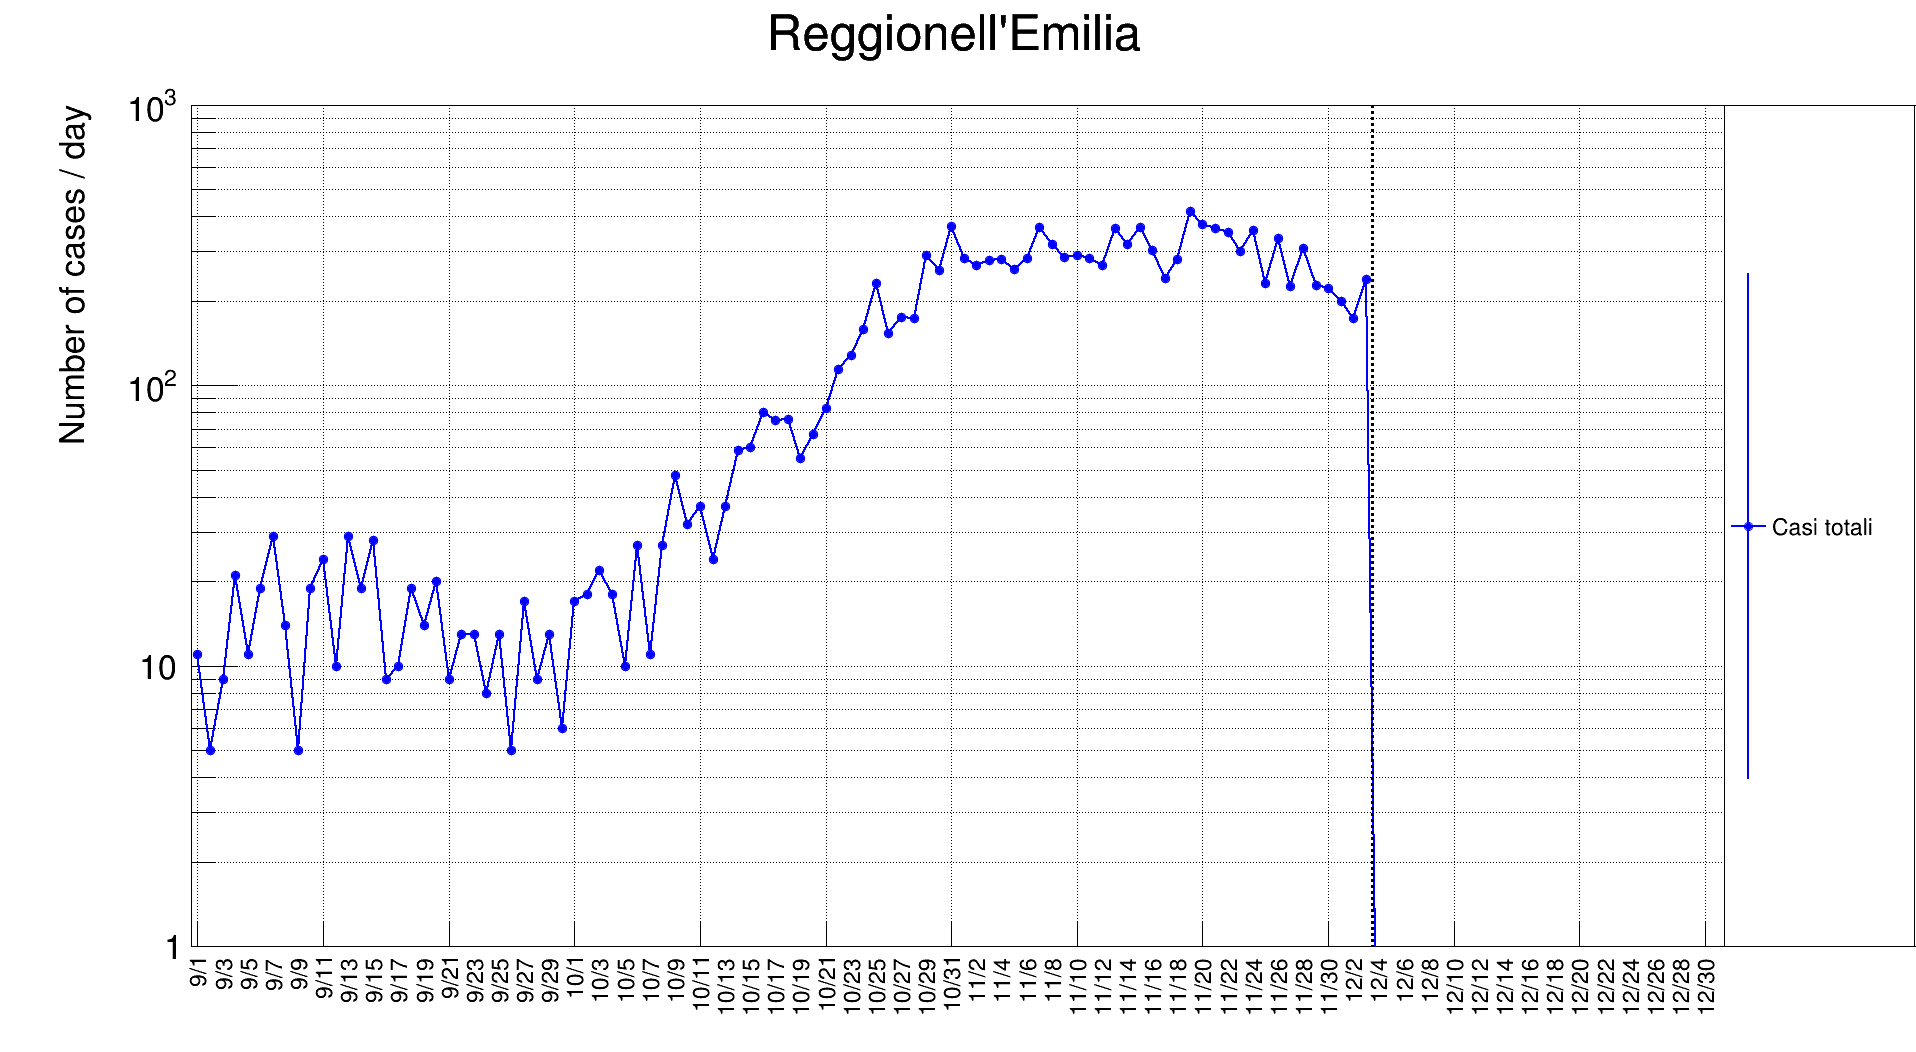 Reggionell'Emilia
Number of cases / day
10³
10²
10
1
9/1 9/3 9/5 9/7 9/9 9/11 9/13 9/15 9/17 9/19 9/21 9/23 9/25 9/27 9/29 10/1 10/3 10/5 10/7 10/9 10/11 10/13 10/15 10/17 10/19 10/21 10/23 10/25 10/27 10/29 10/31 11/2 11/4 11/6 11/8 11/10 11/12 11/14 11/16 11/18 11/20 11/22 11/24 11/26 11/28 11/30 12/2 12/4 12/6 12/8 12/10 12/12 12/14 12/16 12/18 12/20 12/22 12/24 12/26 12/28 12/30
Casi totali